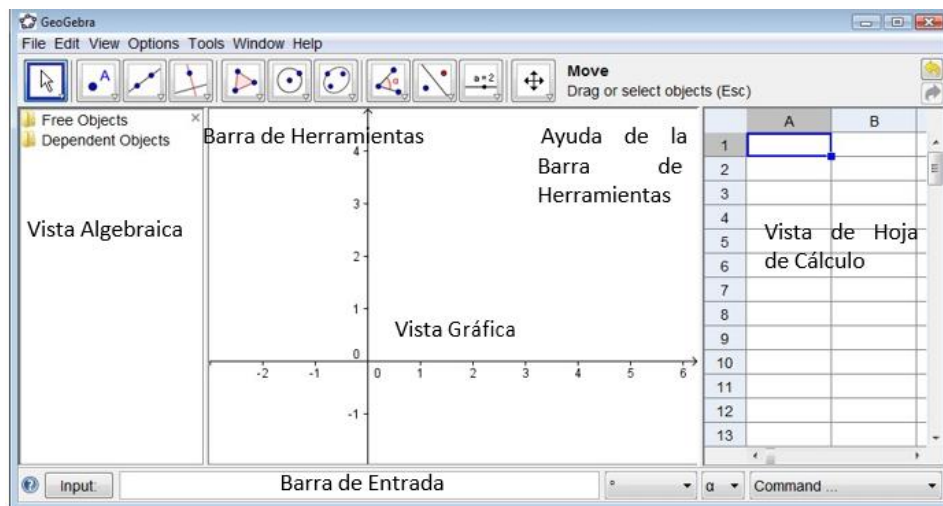 GeoGebra
File Edit View Options Tools Window Help
A
α
a=2
Move
Drag or select objects (Esc)
Free Objects
Dependent Objects
Barra de Herramientas
Ayuda de la
Barra de
Herramientas
Vista Algebraica
Vista Gráfica
4
3
2
1
0
-1
-2 -1 0 1 2 3 4 5 6
A B
1
2
3
4
5
6
7
8
9
10
11
12
13
Vista de Hoja
de Cálculo
Input:
Barra de Entrada
° α Command ...